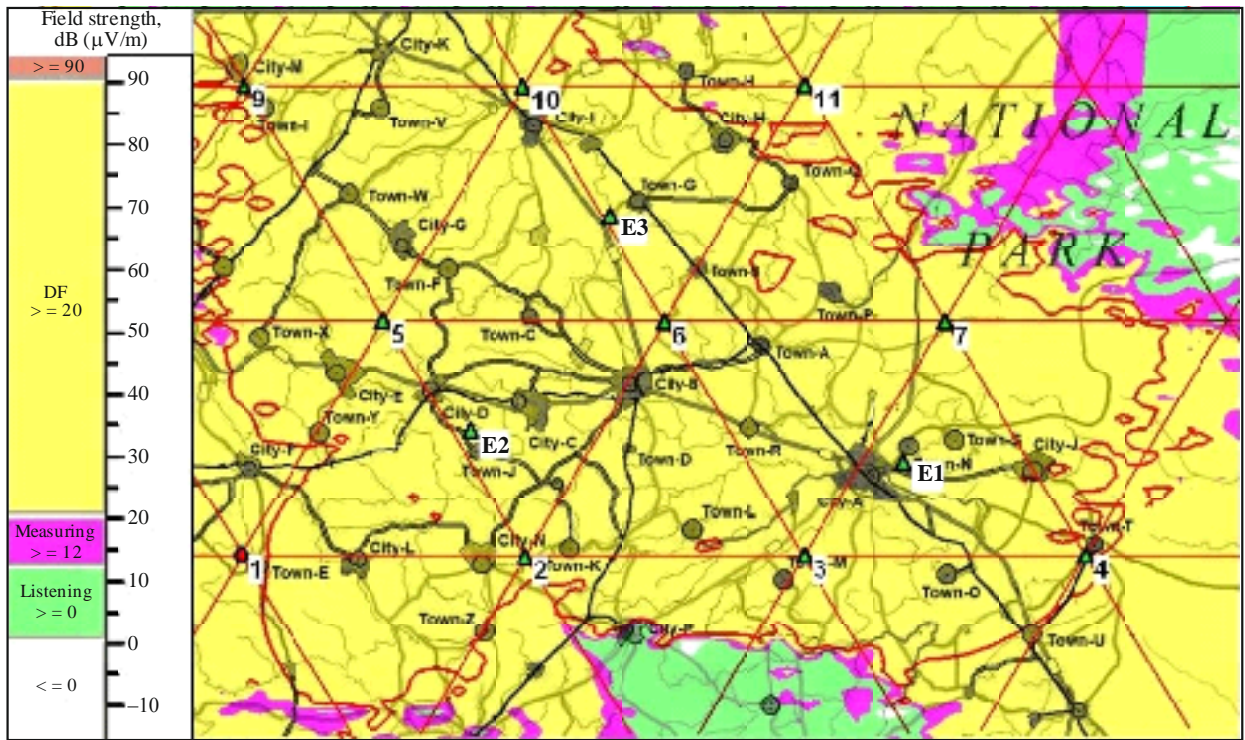 Field strength,
dB (μV/m)
> = 90
90
80
70
DF
> = 20
60
50
40
30
20
Measuring
> = 12
10
Listening
> = 0
0
< = 0
–10
City-K
City-M
9
Town-I
Town-V
10
City-I
Town-H
City-H
11
NATIONAL
Town-W
Town-G
Town-Q
City-G
E3
PARK
Town-F
Town-P
Town-X
5
Town-C
6
7
Town-A
City-E
City-B
Town-Y
City-D
E2
City-C
City-F
Town-J
Town-D
Town-R
City-J
E1
City-A
Town-L
Town-T
1
Town-E
City-L
City-N
2
Town-K
3
4
Town-O
Town-Z
City-P
Town-U